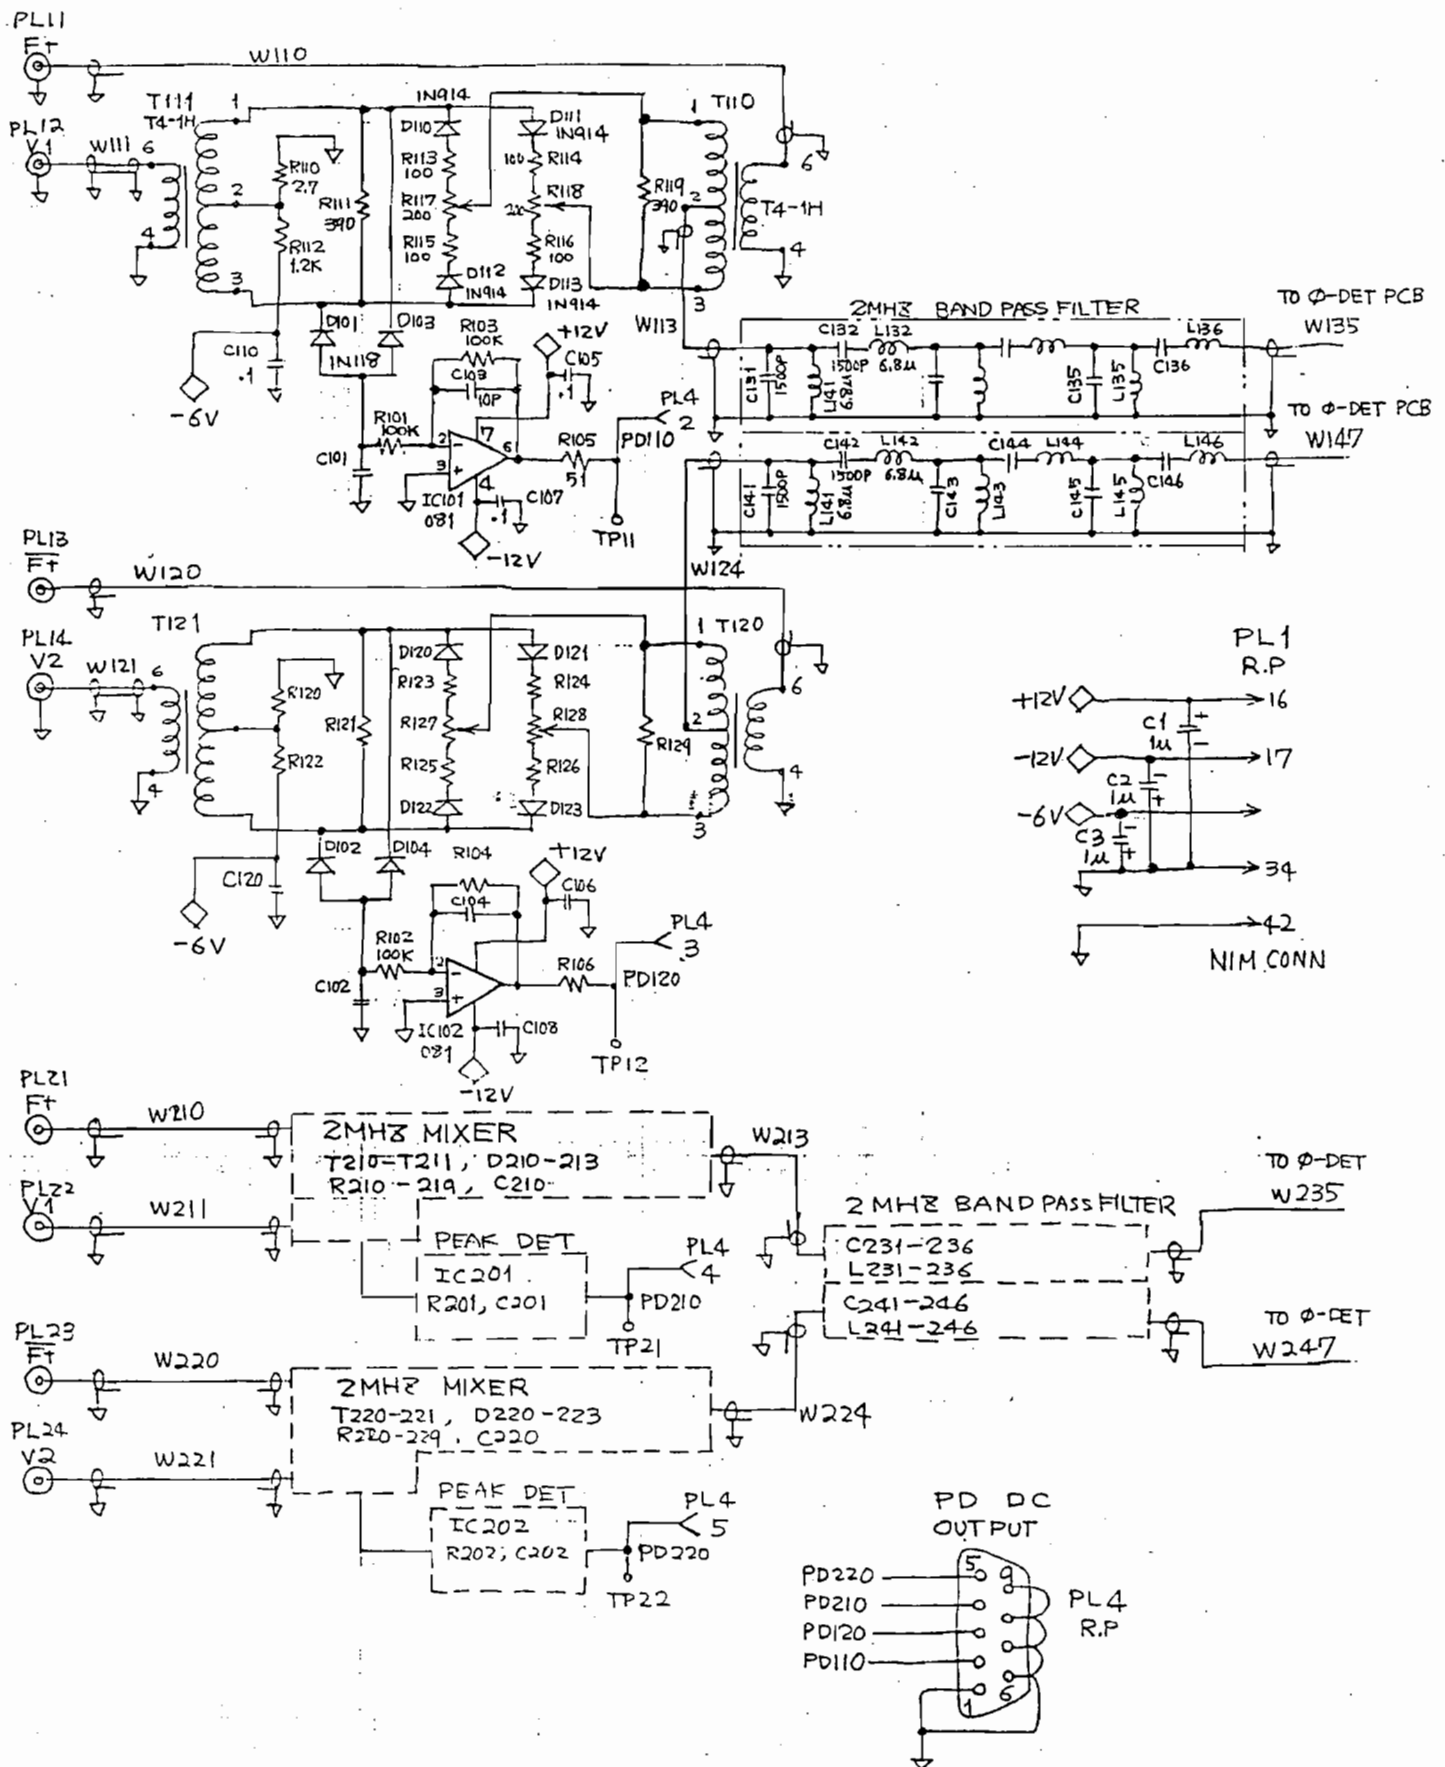 PL11
F+
W110
T111
T4-1H
1
PL12
V1
W111
6
4
2
3
R110
2.7
R112
1.2K
R111
390
1N914
D110
R113
100
R117
200
R115
100
D112
1N914
D111
1N914
100
R114
R118
200
R116
100
D113
1N914
R119
390
1
T110
2
3
6
T4-1H
4
C110
.1
-6V
D101
D103
1N118
R103
100K
C103
10P
+12V
C105
.1
R101
100K
C101
2
3
7
6
4
IC101
081
C107
.1
-12V
R105
51
PL4
2
PD110
TP11
W113
2MHZ BAND PASS FILTER
C131
1500P
L141
6.8μ
C132
1500P
L132
6.8μ
C135
L135
C136
L136
TO Φ-DET PCB
W135
C141
1500P
L141
6.8μ
C142
1500P
L142
6.8μ
C143
L143
C144
L144
C145
L145
C146
L146
TO Φ-DET PCB
W147
W124
PL13
F+
W120
PL14
V2
W121
6
4
T121
R120
R122
R121
D120
R123
R127
R125
D122
D121
R124
R128
R126
D123
R129
1
T120
2
3
6
4
C120
-6V
D102
D104
R104
C104
+12V
C106
R102
100K
C102
2
3
IC102
081
C108
-12V
R106
PL4
3
PD120
TP12
PL1
R.P
+12V
16
C1
1μ
+
-
-12V
17
C2
1μ
-
+
-6V
C3
1μ
-
+
34
42
NIM CONN
PL21
F+
W210
PL22
V1
W211
2MHZ MIXER
T210-T211, D210-213
R210-219, C210
W213
PEAK DET
IC201
R201, C201
PL4
4
PD210
TP21
2 MHZ BAND PASS FILTER
C231-236
L231-236
C241-246
L241-246
TO Φ-DET
W235
TO Φ-DET
W247
PL23
F+
W220
PL24
V2
W221
2MHZ MIXER
T220-221, D220-223
R220-229, C220
W224
PEAK DET
IC202
R202, C202
PL4
5
PD220
TP22
PD DC
OUTPUT
PD220
PD210
PD120
PD110
5
9
1
6
PL4
R.P